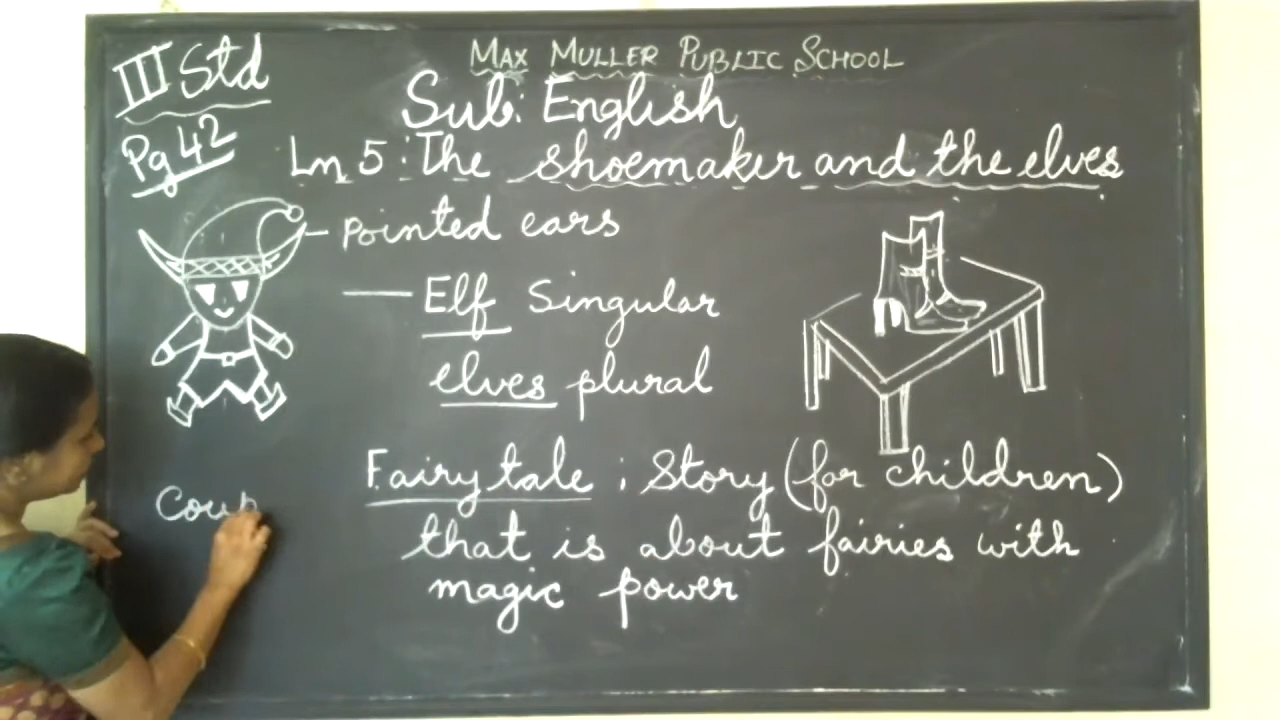 MAX MULLER PUBLIC SCHOOL
III Std
Sub: English
Pg 42
Ln 5: The shoemaker and the elves
Pointed ears
Elf Singular
elves plural
Fairy tale : Story (for children)
that is about fairies with
magic power